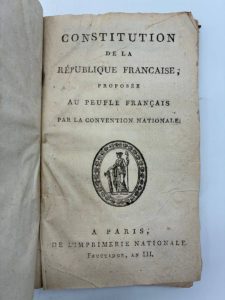 CONSTITUTION
DE LA
RÉPUBLIQUE FRANCAISE;
PROPOSÉE
AU PEUPLE FRANÇAIS
PAR LA CONVENTION NATIONALE.
A PARIS,
DE L'IMPRIMERIE NATIONALE
FRUCTIDOR, AN III.